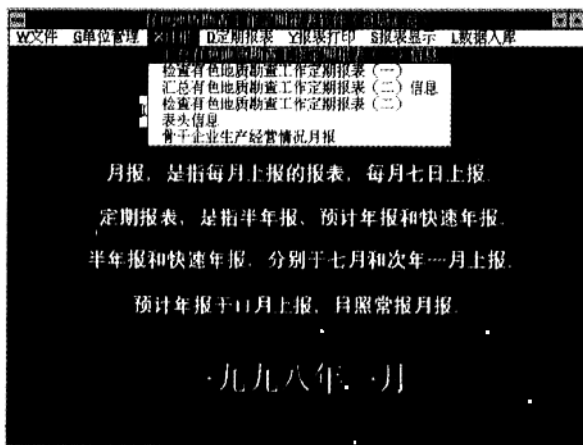 W文件 G单位管理 X月报 D定期报表 Y报表打印 S报表显示 L数据入库
检查有色地质勘查工作定期报表（一）
汇总有色地质勘查工作定期报表（二）信息
检查有色地质勘查工作定期报表（二）
表头信息
骨干企业生产经营情况月报
月报，是指每月上报的报表，每月七日上报.
定期报表，是指半年报、预计年报和快速年报.
半年报和快速年报，分别于七月和次年一月上报.
预计年报于11月上报，且照常报月报.
一九九八年.一月